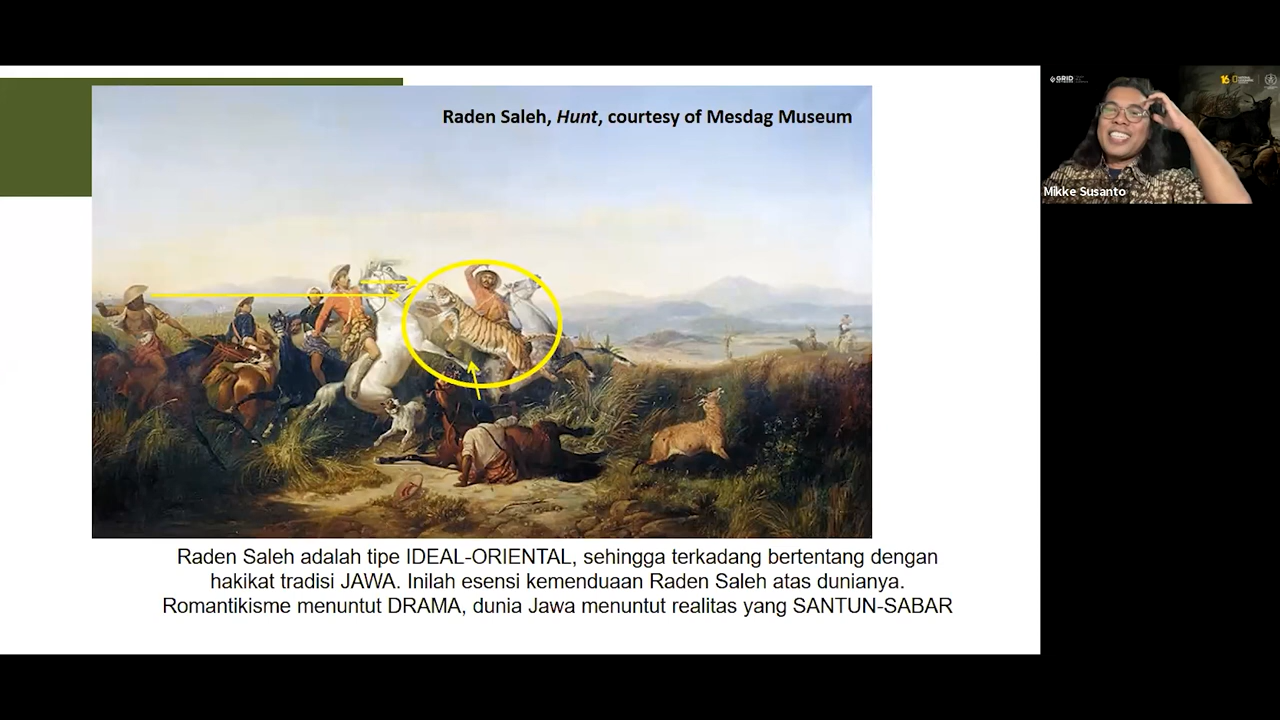 Raden Saleh, Hunt, courtesy of Mesdag Museum
GRID
Mikke Susanto
Raden Saleh adalah tipe IDEAL-ORIENTAL, sehingga terkadang bertentang dengan
hakikat tradisi JAWA. Inilah esensi kemenduaan Raden Saleh atas dunianya.
Romantikisme menuntut DRAMA, dunia Jawa menuntut realitas yang SANTUN-SABAR